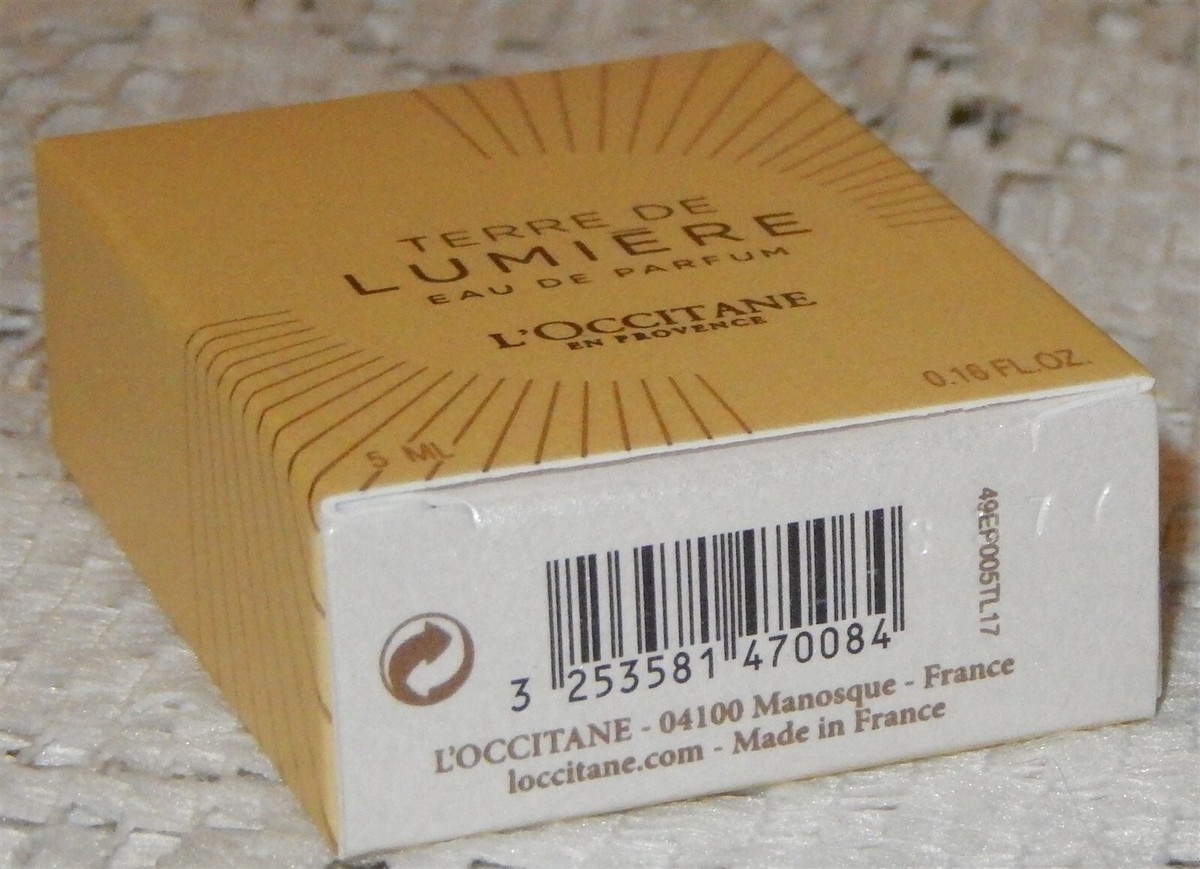 TERRE DE
LUMIÈRE
EAU DE PARFUM
L'OCCITANE
EN PROVENCE
5 ML
0.16 FL.OZ.
49EP005TL17
3 253581 470084
L'OCCITANE - 04100 Manosque - France
loccitane.com - Made in France